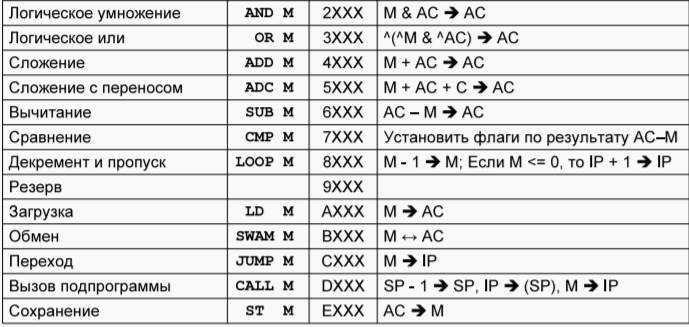 Логическое умножение AND M 2XXX M & AC ➔ AC
Логическое или OR M 3XXX ^(^M & ^AC) ➔ AC
Сложение ADD M 4XXX M + AC ➔ AC
Сложение с переносом ADC M 5XXX M + AC + C ➔ AC
Вычитание SUB M 6XXX AC – M ➔ AC
Сравнение CMP M 7XXX Установить флаги по результату AC–M
Декремент и пропуск LOOP M 8XXX M - 1 ➔ M; Если M <= 0, то IP + 1 ➔ IP
Резерв 9XXX
Загрузка LD M AXXX M ➔ AC
Обмен SWAM M BXXX M ↔ AC
Переход JUMP M CXXX M ➔ IP
Вызов подпрограммы CALL M DXXX SP - 1 ➔ SP, IP ➔ (SP), M ➔ IP
Сохранение ST M EXXX AC ➔ M